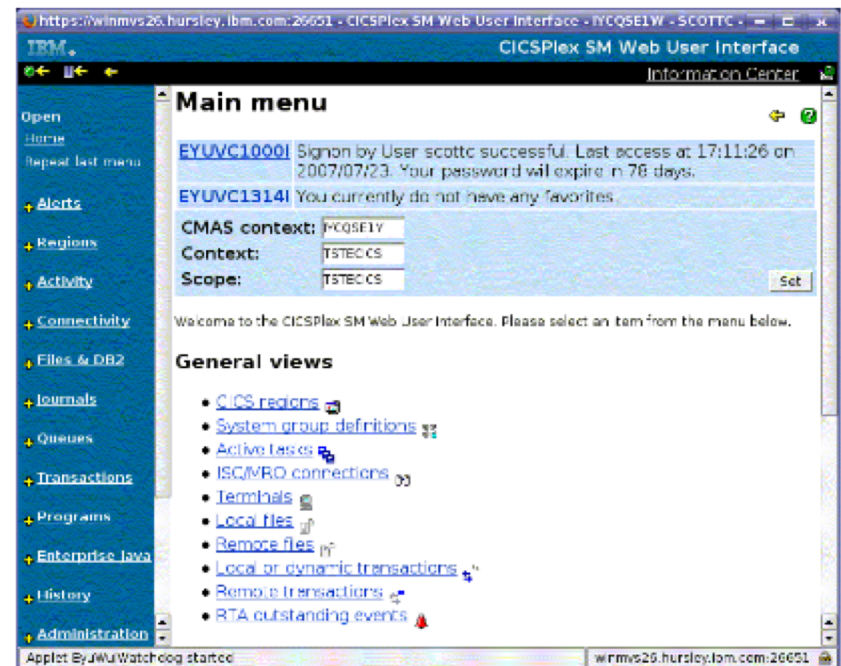 https://winmvs26.hursley.ibm.com:26651 - CICSPlex SM Web User Interface - IYCQSE1W - SCOTTC -
IBM.
CICSPlex SM Web User Interface
Information Center
Open
Home
Repeat last menu
Alerts
Regions
Activity
Connectivity
Files & DB2
Journals
Queues
Transactions
Programs
Enterprise Java
History
Administration
Main menu
EYUVC1000I Signon by User scottc successful. Last access at 17:11:26 on
2007/07/23. Your password will expire in 78 days.
EYUVC1314I You currently do not have any favorites.
CMAS context: IYCQSE1Y
Context: TSTECICS
Scope: TSTECICS
Set
Welcome to the CICSPlex SM Web User Interface. Please select an item from the menu below.
General views
CICS regions
System group definitions
Active tasks
ISC/MRO connections
Terminals
Local files
Remote files
Local or dynamic transactions
Remote transactions
RTA outstanding events
Applet EyuWuiWatchdog started
winmvs26.hursley.ibm.com:26651